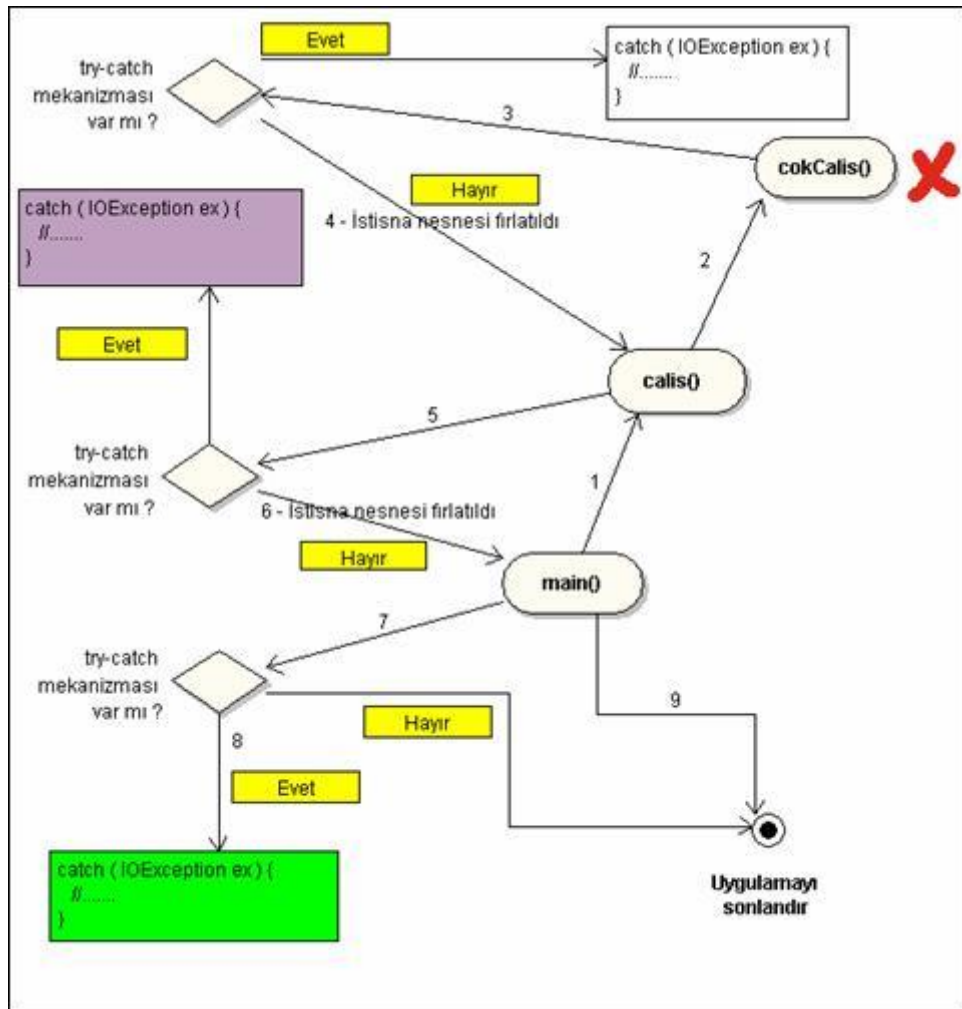 Evet
catch ( IOException ex ) {
//.......
}
try-catch
mekanizması
var mı ?
3
cokCalis()
Hayır
4 - İstisna nesnesi fırlatıldı
catch ( IOException ex ) {
//.......
}
2
Evet
calis()
5
try-catch
mekanizması
var mı ?
1
6 - İstisna nesnesi fırlatıldı
Hayır
main()
7
try-catch
mekanizması
var mı ?
9
Hayır
8
Evet
catch ( IOException ex ) {
//.......
}
Uygulamayı
sonlandır